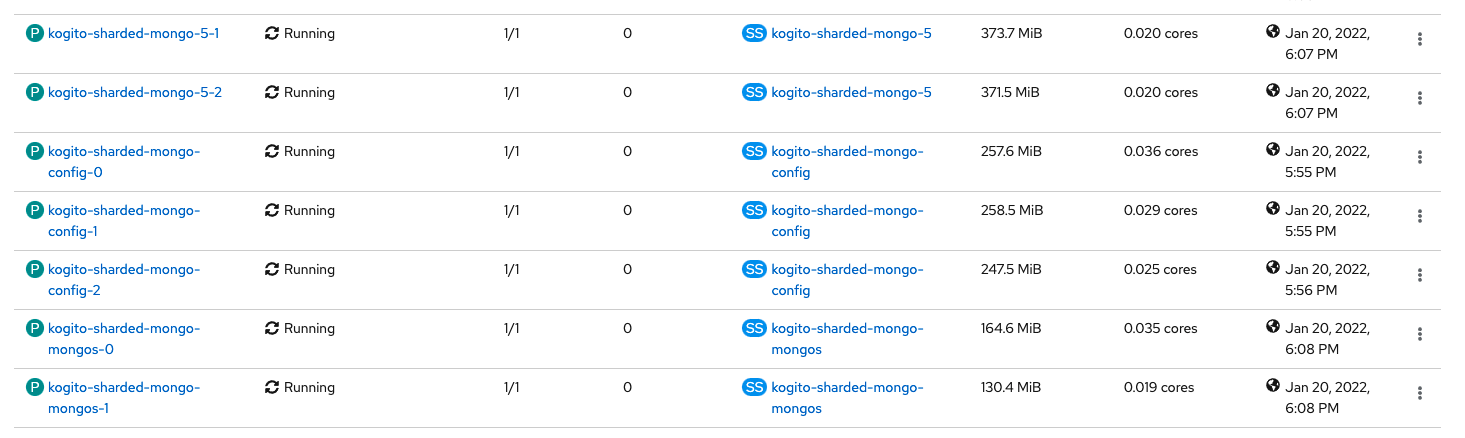 P kogito-sharded-mongo-5-1 Running 1/1 0 SS kogito-sharded-mongo-5 373.7 MiB 0.020 cores Jan 20, 2022,
6:07 PM
P kogito-sharded-mongo-5-2 Running 1/1 0 SS kogito-sharded-mongo-5 371.5 MiB 0.020 cores Jan 20, 2022,
6:07 PM
P kogito-sharded-mongo- Running 1/1 0 SS kogito-sharded-mongo- 257.6 MiB 0.036 cores Jan 20, 2022,
config-0 config 5:55 PM
P kogito-sharded-mongo- Running 1/1 0 SS kogito-sharded-mongo- 258.5 MiB 0.029 cores Jan 20, 2022,
config-1 config 5:55 PM
P kogito-sharded-mongo- Running 1/1 0 SS kogito-sharded-mongo- 247.5 MiB 0.025 cores Jan 20, 2022,
config-2 config 5:56 PM
P kogito-sharded-mongo- Running 1/1 0 SS kogito-sharded-mongo- 164.6 MiB 0.035 cores Jan 20, 2022,
mongos-0 mongos 6:08 PM
P kogito-sharded-mongo- Running 1/1 0 SS kogito-sharded-mongo- 130.4 MiB 0.019 cores Jan 20, 2022,
mongos-1 mongos 6:08 PM